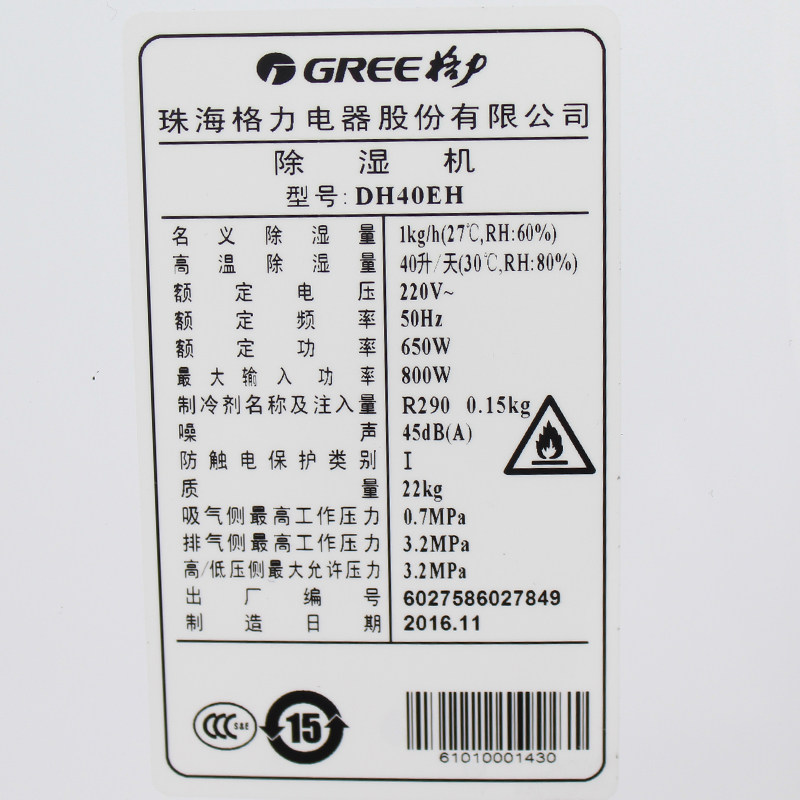 GREE格力
珠海格力电器股份有限公司
除湿机
型号: DH40EH
名义除湿量 1kg/h(27℃,RH:60%)
高温除湿量 40升/天(30℃,RH:80%)
额定电压 220V~
额定频率 50Hz
额定功率 650W
最大输入功率 800W
制冷剂名称及注入量 R290 0.15kg
噪声 45dB(A)
防触电保护类别 I
质量 22kg
吸气侧最高工作压力 0.7MPa
排气侧最高工作压力 3.2MPa
高/低压侧最大允许压力 3.2MPa
出厂编号 6027586027849
制造日期 2016.11
CCC S&E 15
61010001430